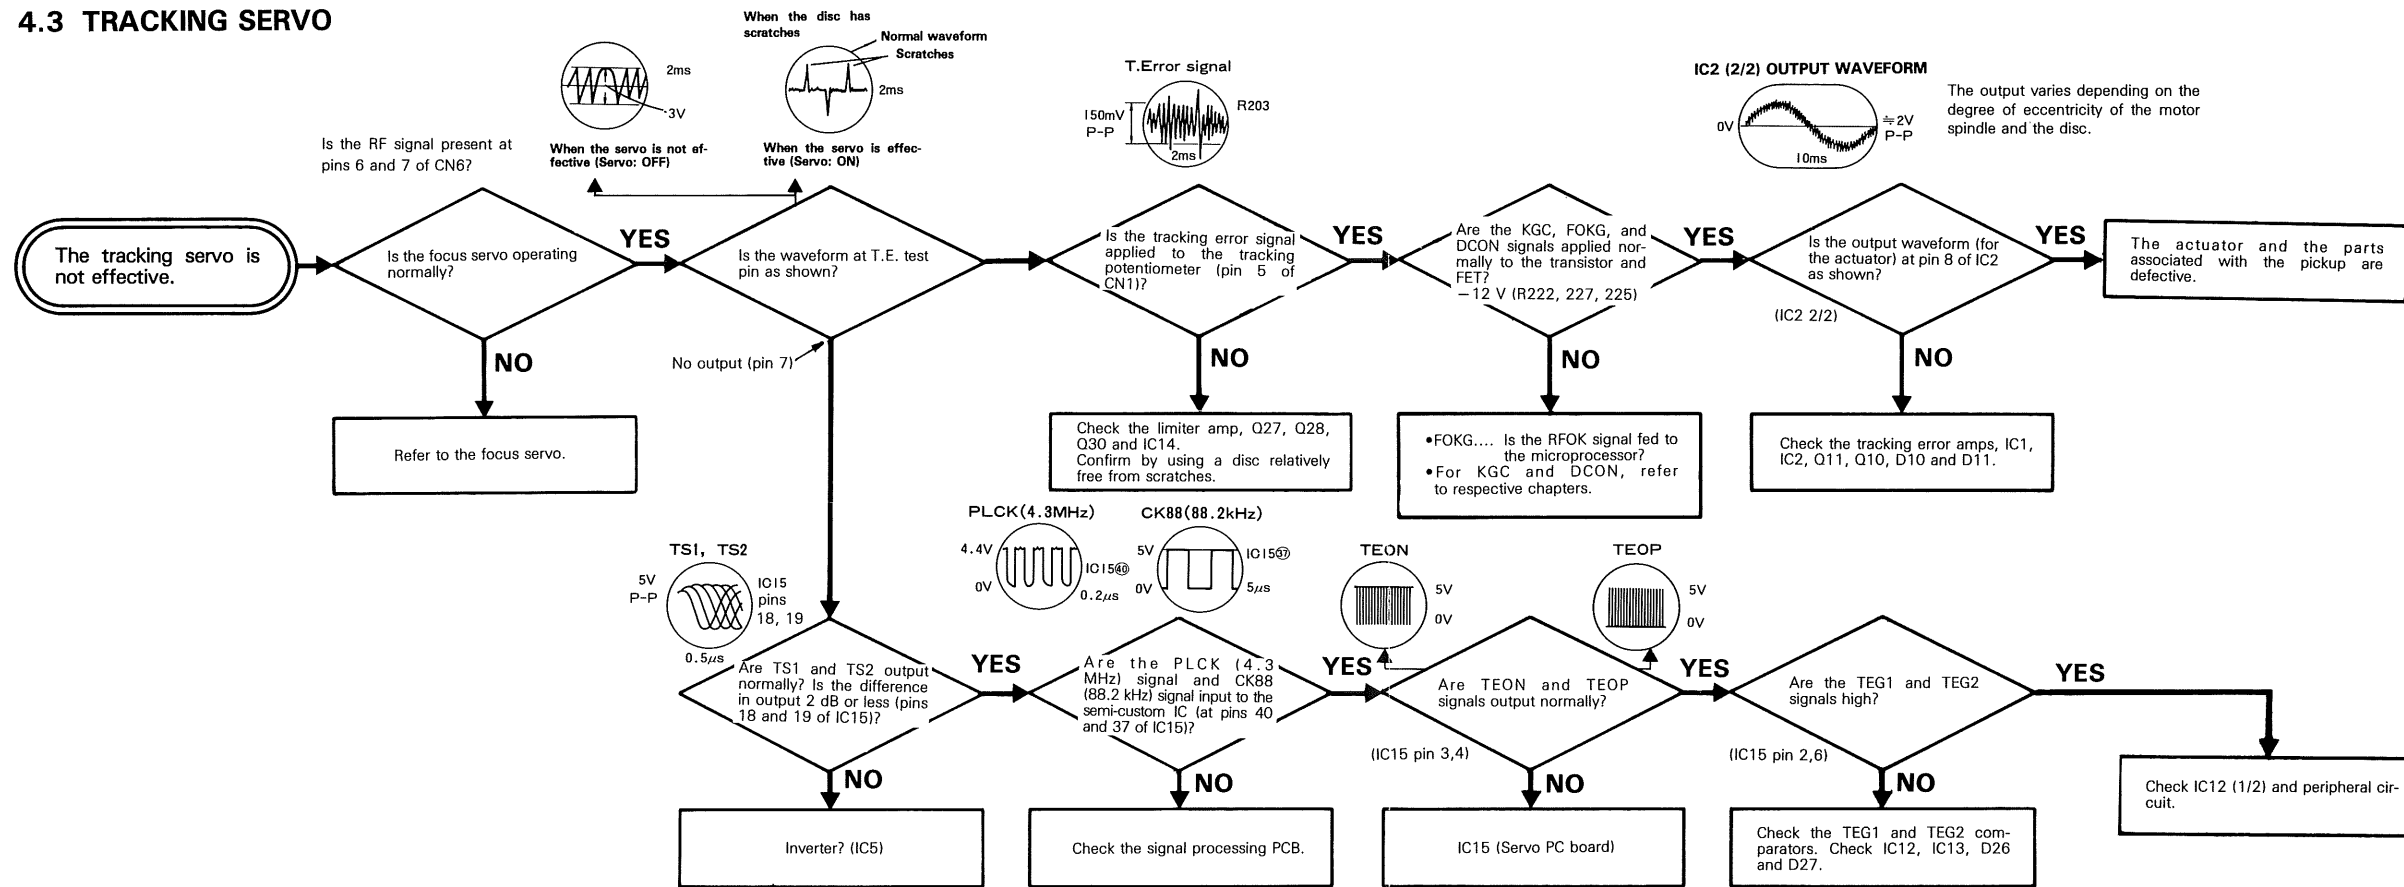 4.3 TRACKING SERVO
When the disc has
scratches
Normal waveform
Scratches
2ms
3V
2ms
When the servo is not ef-
fective (Servo: OFF)
When the servo is effec-
tive (Servo: ON)
T.Error signal
150mV
P-P
R203
2ms
IC2 (2/2) OUTPUT WAVEFORM
0V
≒2V
P-P
10ms
The output varies depending on the
degree of eccentricity of the motor
spindle and the disc.
Is the RF signal present at
pins 6 and 7 of CN6?
The tracking servo is
not effective.
Is the focus servo operating
normally?
YES
Is the waveform at T.E. test
pin as shown?
Is the tracking error signal
applied to the tracking
potentiometer (pin 5 of
CN1)?
YES
Are the KGC, FOKG, and
DCON signals applied nor-
mally to the transistor and
FET?
−12 V (R222, 227, 225)
YES
Is the output waveform (for
the actuator) at pin 8 of IC2
as shown?
(IC2 2/2)
YES
The actuator and the parts
associated with the pickup are
defective.
NO
No output (pin 7)
NO
NO
NO
Refer to the focus servo.
Check the limiter amp, Q27, Q28,
Q30 and IC14.
Confirm by using a disc relatively
free from scratches.
•FOKG.... Is the RFOK signal fed to
the microprocessor?
•For KGC and DCON, refer
to respective chapters.
Check the tracking error amps, IC1,
IC2, Q11, Q10, D10 and D11.
TS1, TS2
5V
P-P
IC15
pins
18, 19
0.5μs
PLCK(4.3MHz)
4.4V
0V
IC15㊵
0.2μs
CK88(88.2kHz)
5V
0V
IC15㊲
5μs
TEON
5V
0V
TEOP
5V
0V
Are TS1 and TS2 output
normally? Is the difference
in output 2 dB or less (pins
18 and 19 of IC15)?
YES
Are the PLCK (4.3
MHz) signal and CK88
(88.2 kHz) signal input to the
semi-custom IC (at pins 40
and 37 of IC15)?
YES
Are TEON and TEOP
signals output normally?
(IC15 pin 3,4)
YES
Are the TEG1 and TEG2
signals high?
(IC15 pin 2,6)
YES
NO
NO
NO
NO
Inverter? (IC5)
Check the signal processing PCB.
IC15 (Servo PC board)
Check the TEG1 and TEG2 com-
parators. Check IC12, IC13, D26
and D27.
Check IC12 (1/2) and peripheral cir-
cuit.